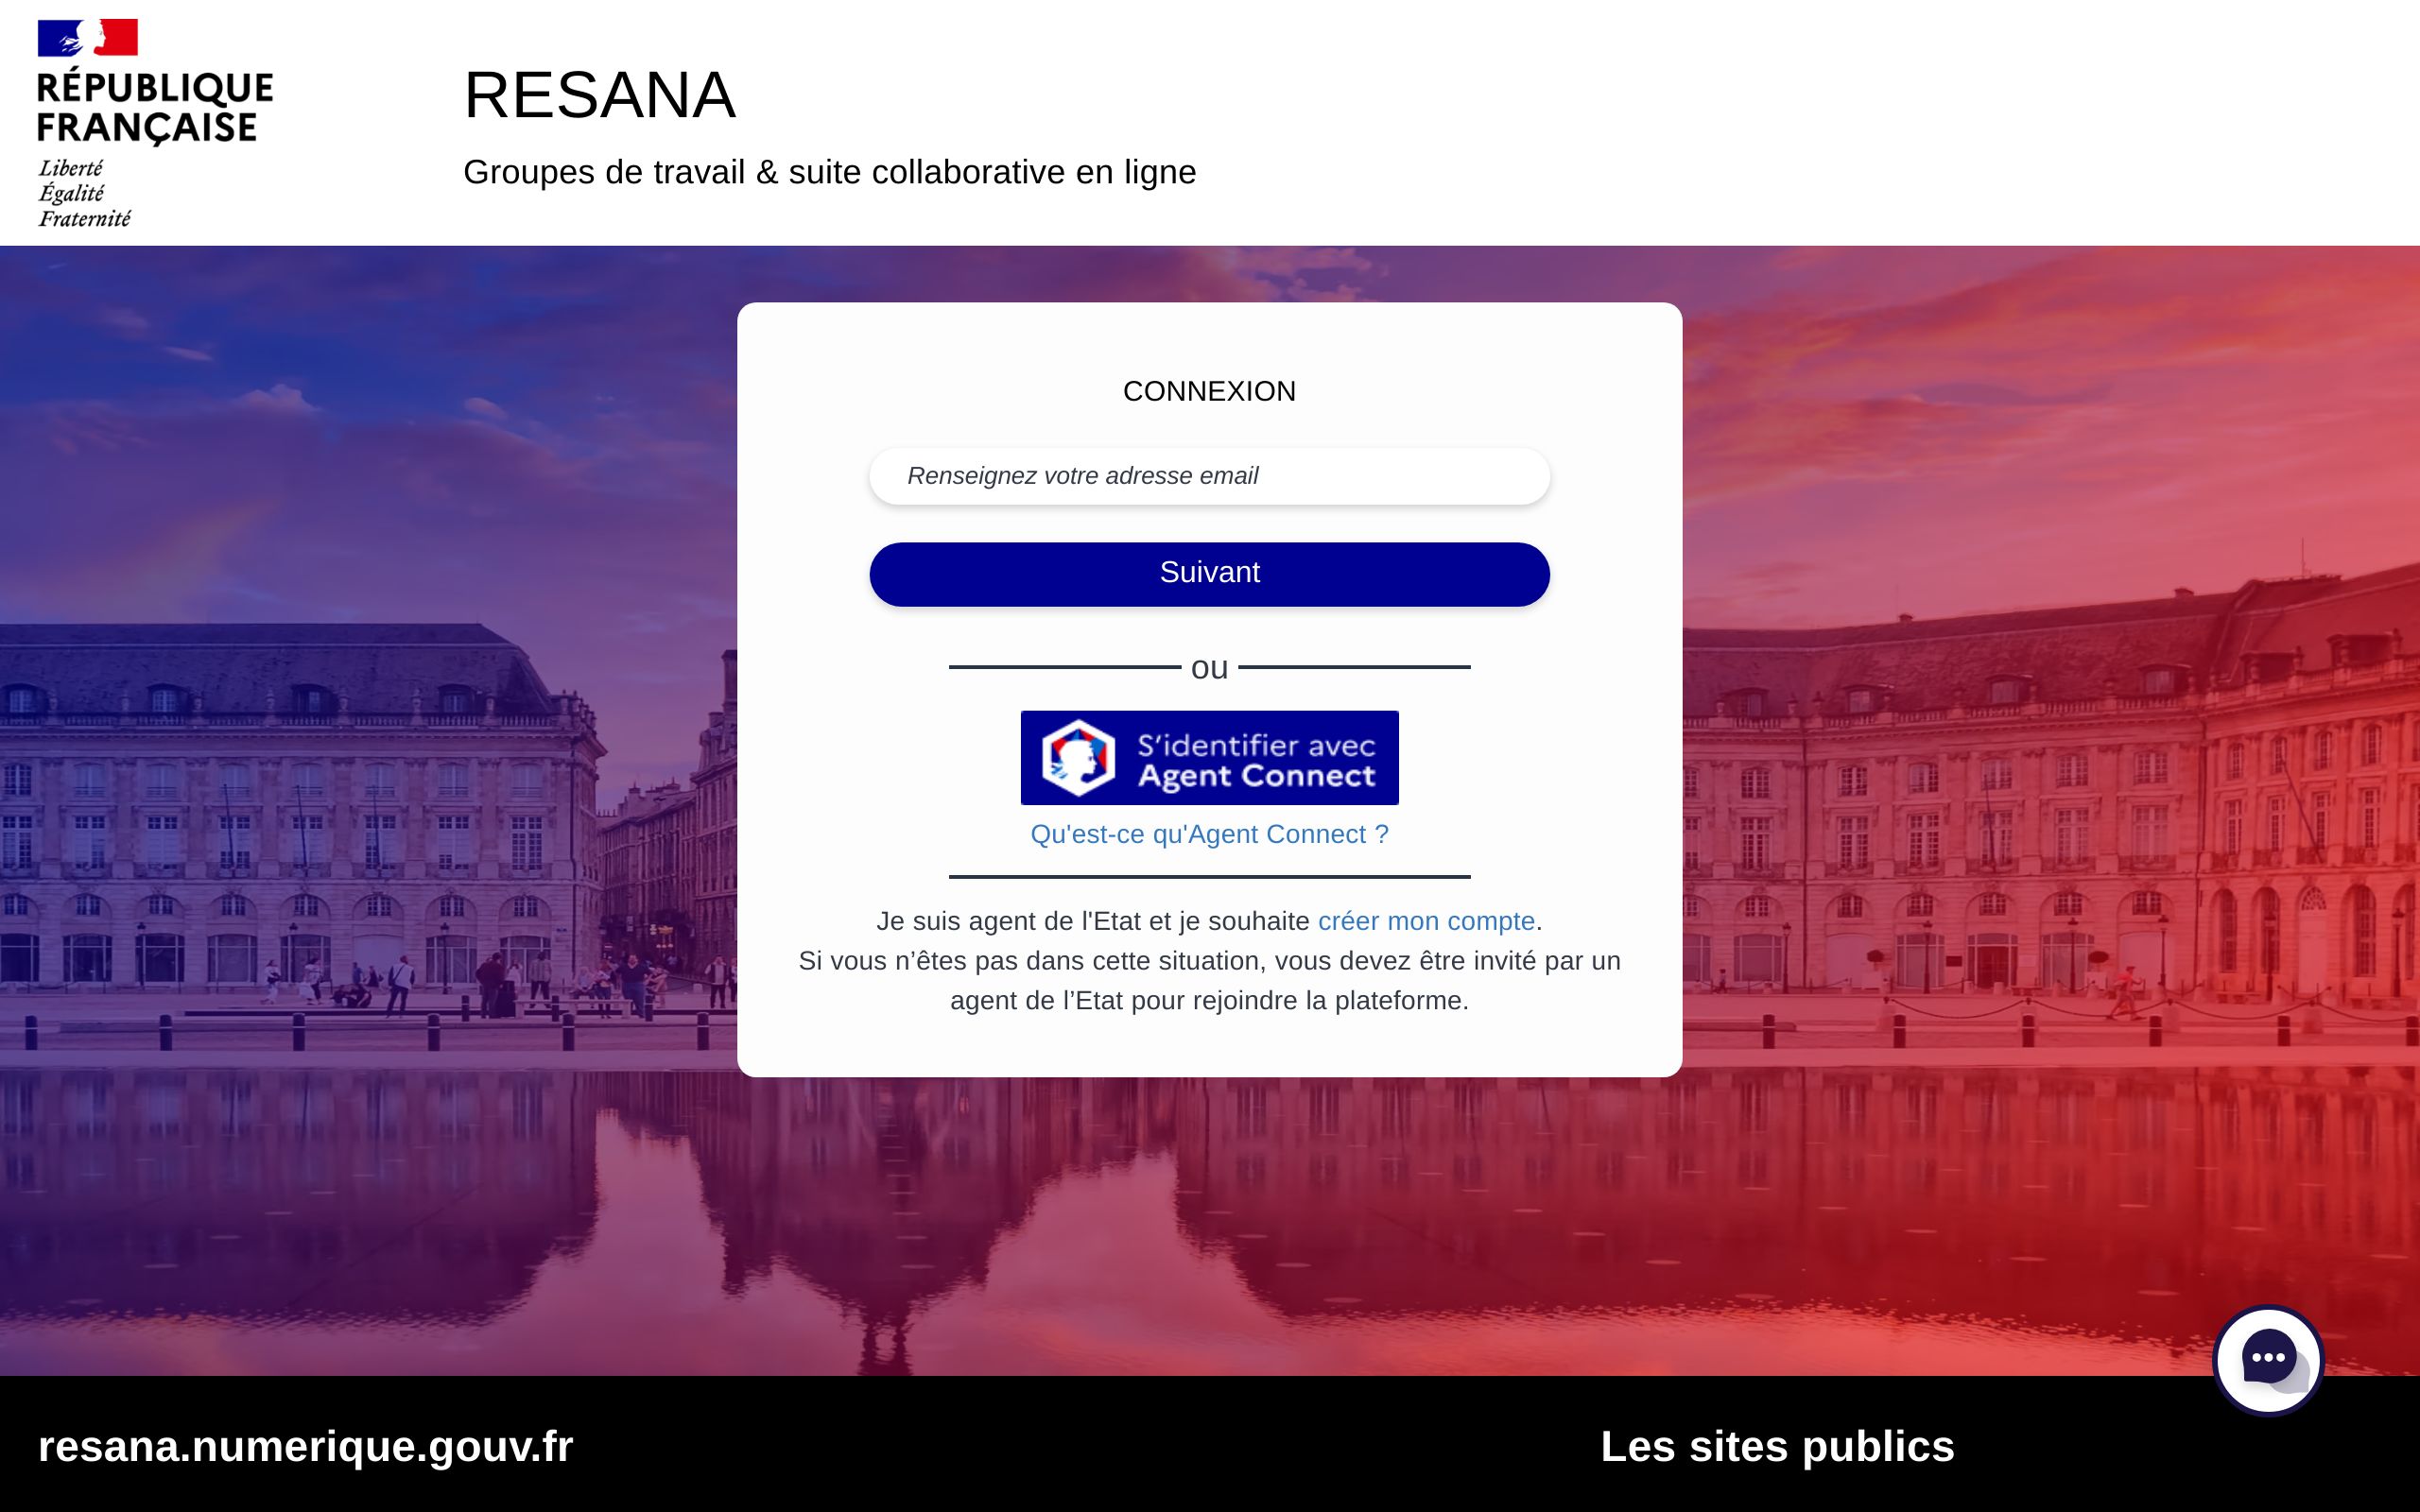 RÉPUBLIQUE
FRANÇAISE
Liberté
Égalité
Fraternité
RESANA
Groupes de travail & suite collaborative en ligne
CONNEXION
Renseignez votre adresse email
Suivant
ou
S'identifier avec
Agent Connect
Qu'est-ce qu'Agent Connect ?
Je suis agent de l'Etat et je souhaite créer mon compte.
Si vous n’êtes pas dans cette situation, vous devez être invité par un
agent de l’Etat pour rejoindre la plateforme.
resana.numerique.gouv.fr
Les sites publics